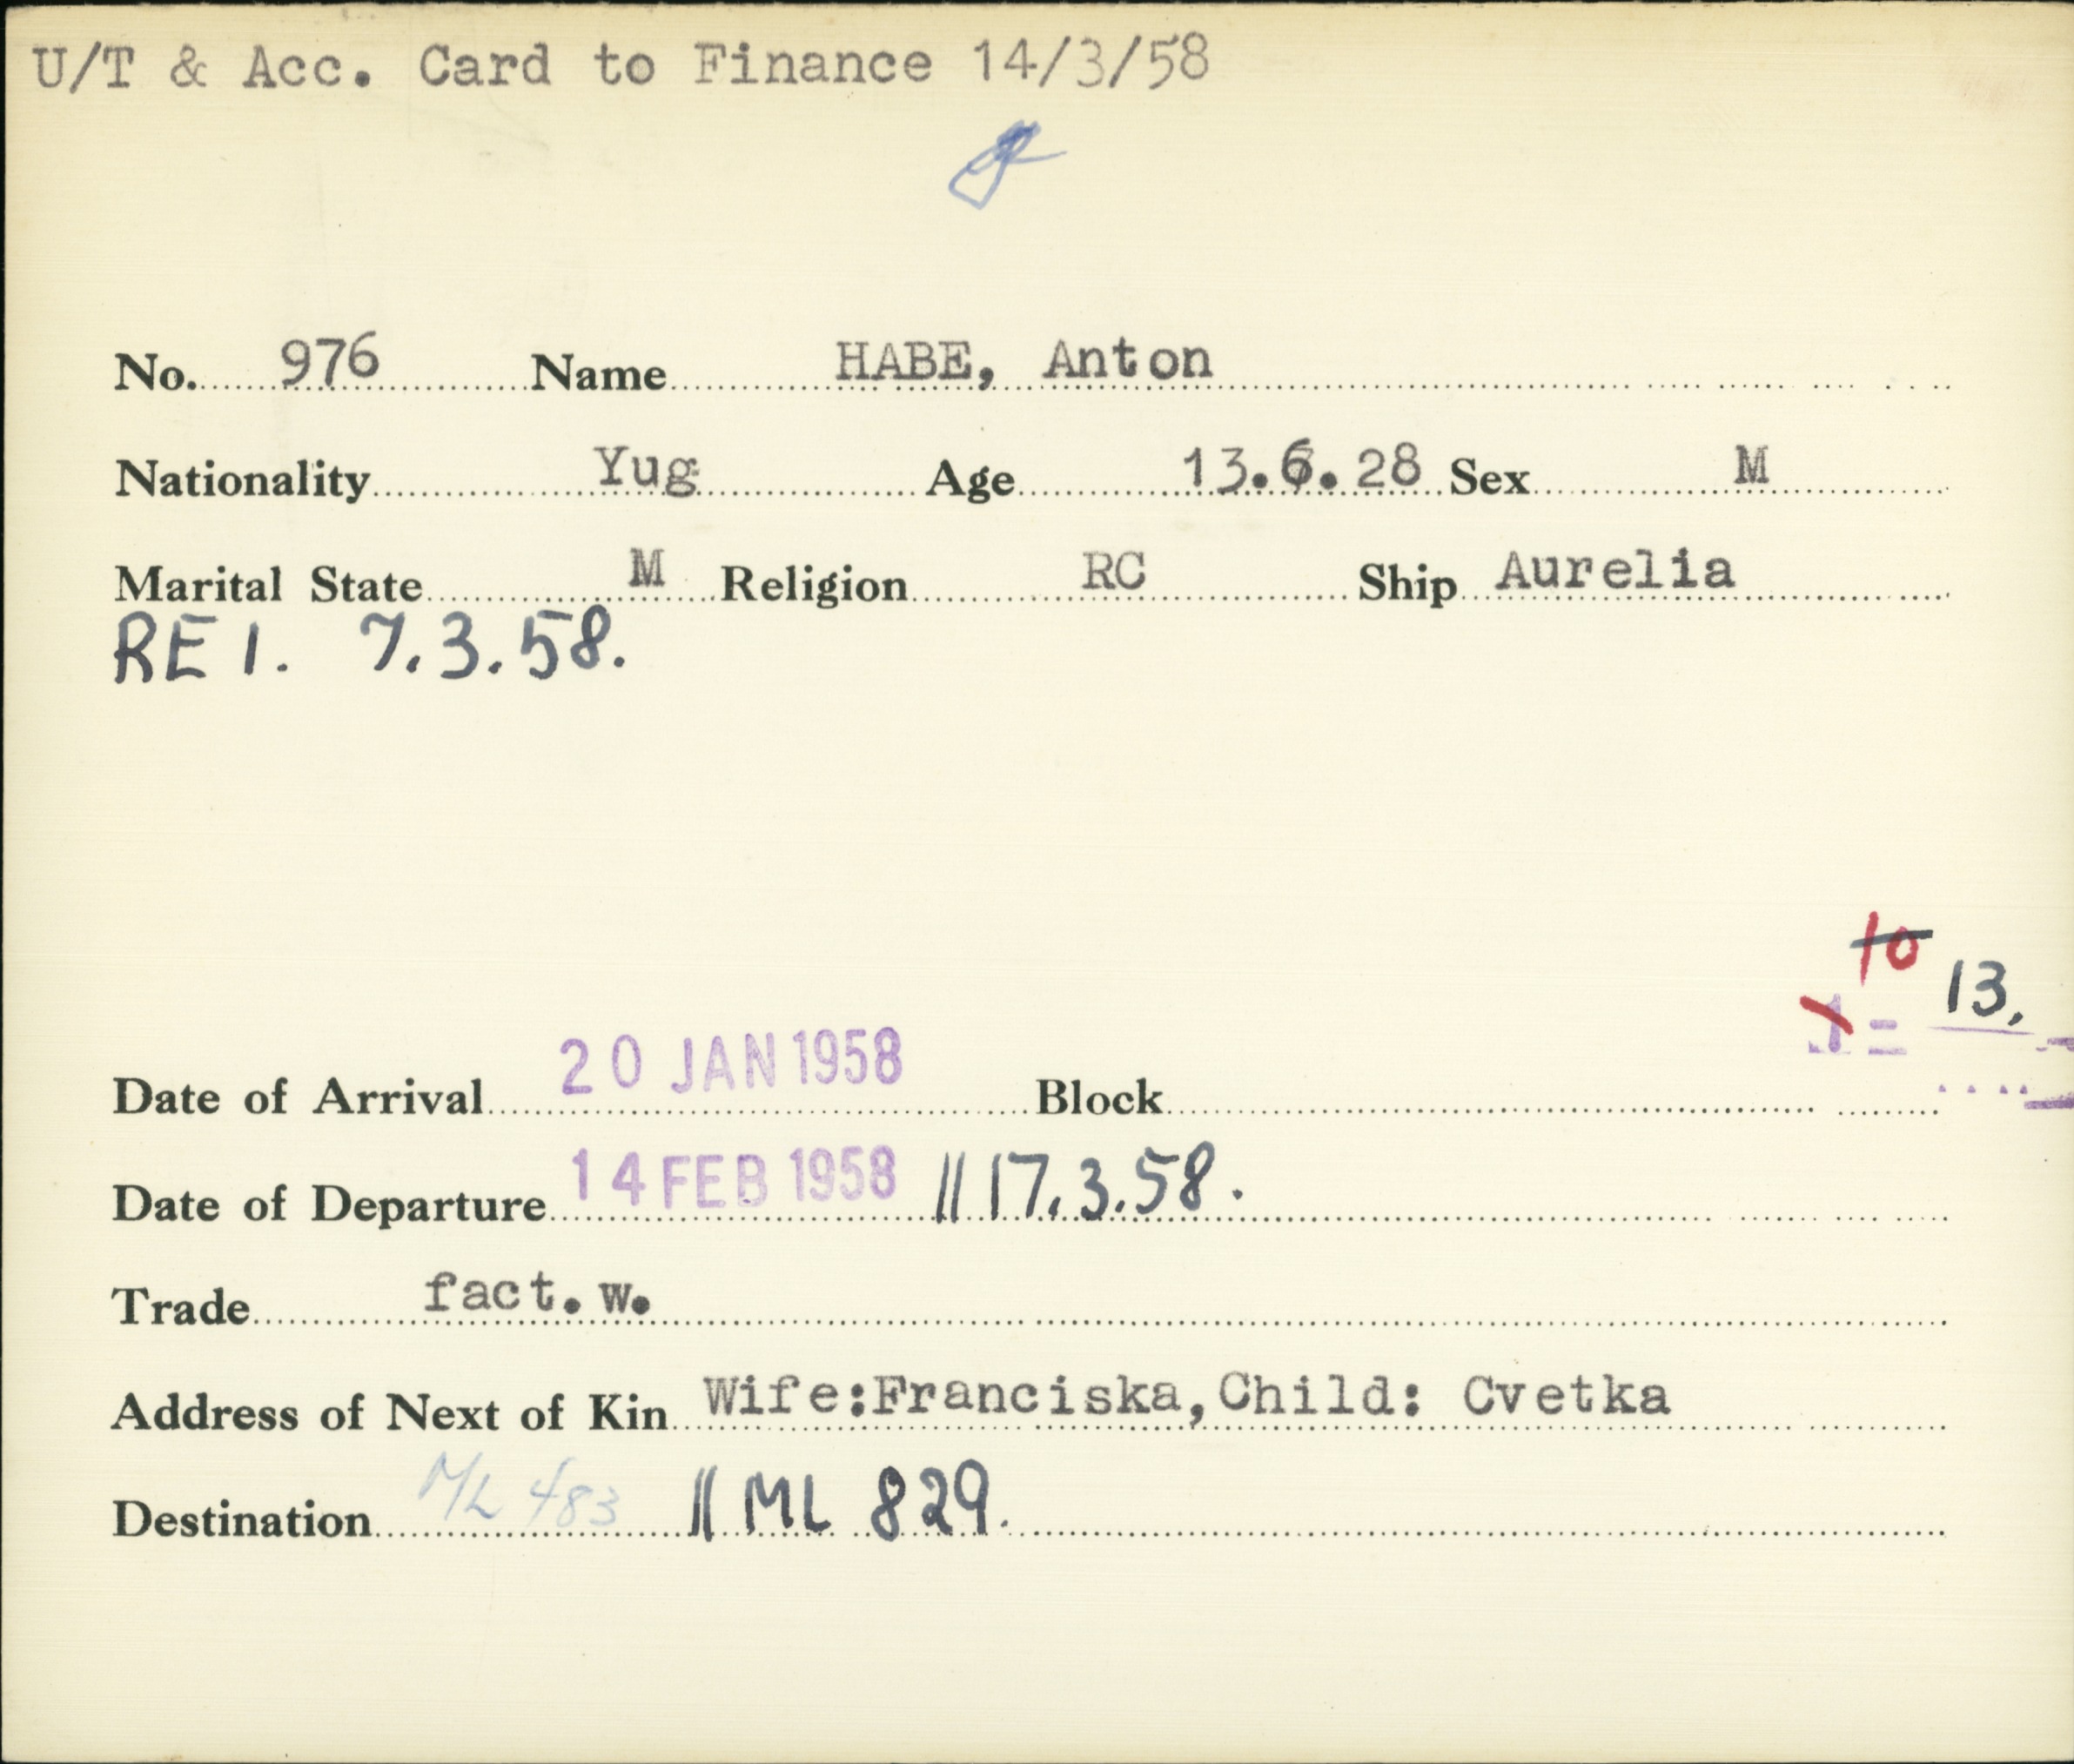 U/T & Acc. Card to Finance 14/3/58
No. 976 Name HABE, Anton
Nationality Yug Age 13.6.28 Sex M
Marital State M Religion RC Ship Aurelia
RE 1. 7.3.58.
10
1 = 13.
Date of Arrival 20 JAN 1958 Block
Date of Departure 14 FEB 1958 // 17.3.58.
Trade fact. w.
Address of Next of Kin Wife:Franciska, Child: Cvetka
Destination ML 483 // ML 829.